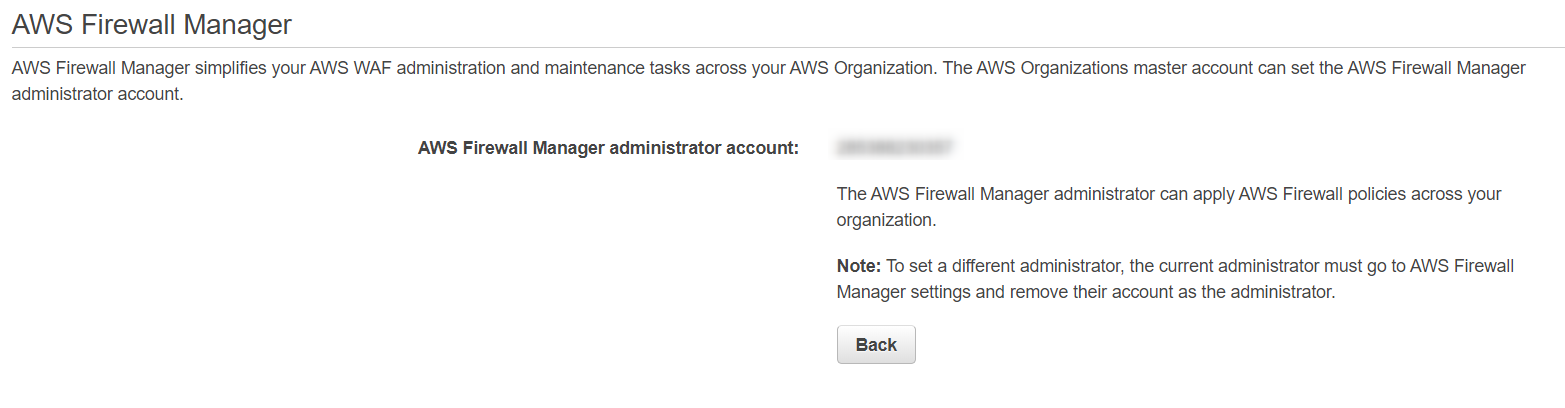 AWS Firewall Manager
AWS Firewall Manager simplifies your AWS WAF administration and maintenance tasks across your AWS Organization. The AWS Organizations master account can set the AWS Firewall Manager
administrator account.
AWS Firewall Manager administrator account:
The AWS Firewall Manager administrator can apply AWS Firewall policies across your
organization.
Note: To set a different administrator, the current administrator must go to AWS Firewall
Manager settings and remove their account as the administrator.
Back